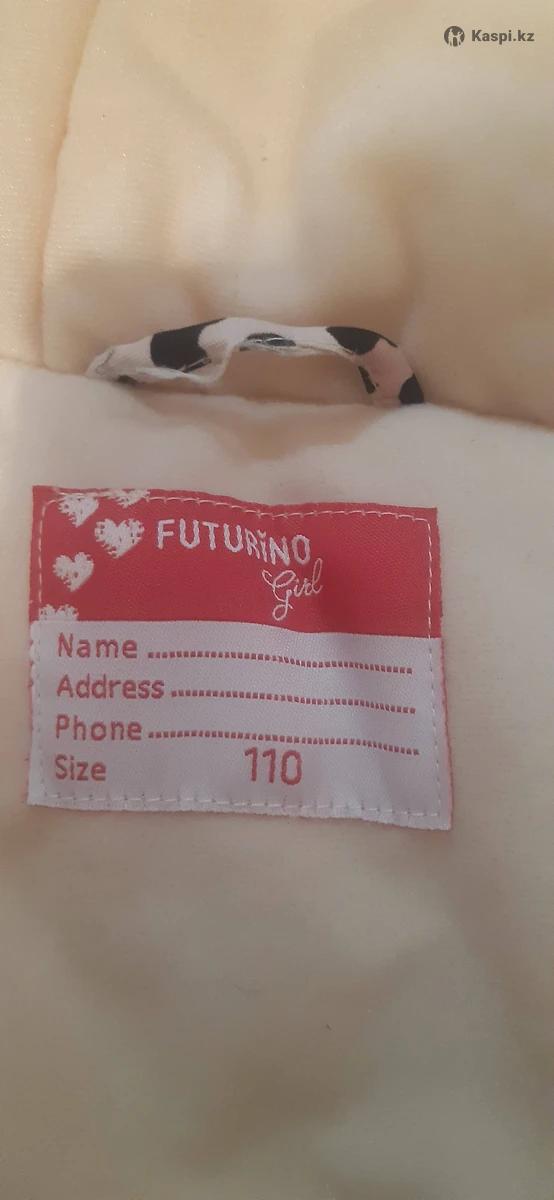 Kaspi.kz
FUTURiNO
Girl
Name ........................................
Address ........................................
Phone ........................................
Size 110